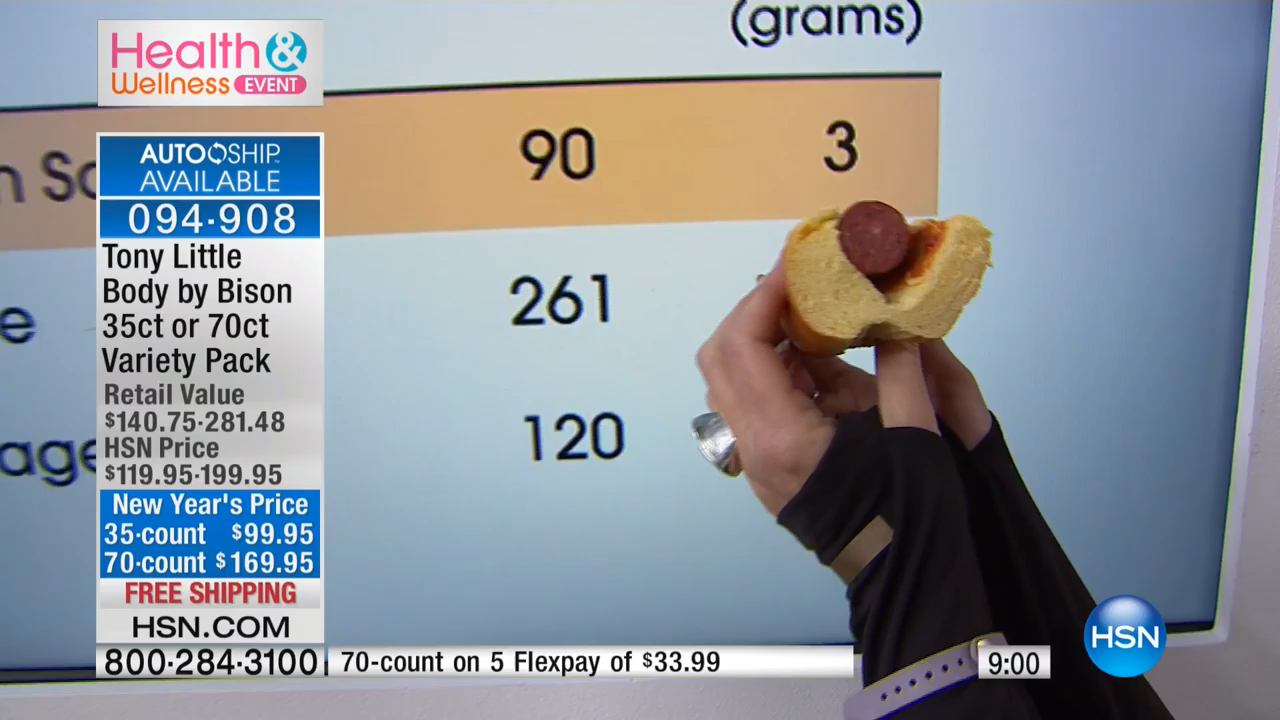 (grams)
Health &
Wellness EVENT
90 3
261
120
AUTOSHIP
AVAILABLE
094-908
Tony Little
Body by Bison
35ct or 70ct
Variety Pack
Retail Value
$140.75-281.48
HSN Price
$119.95-199.95
New Year's Price
35-count $99.95
70-count $169.95
FREE SHIPPING
HSN.COM
800-284-3100 70-count on 5 Flexpay of $33.99 9:00
HSN